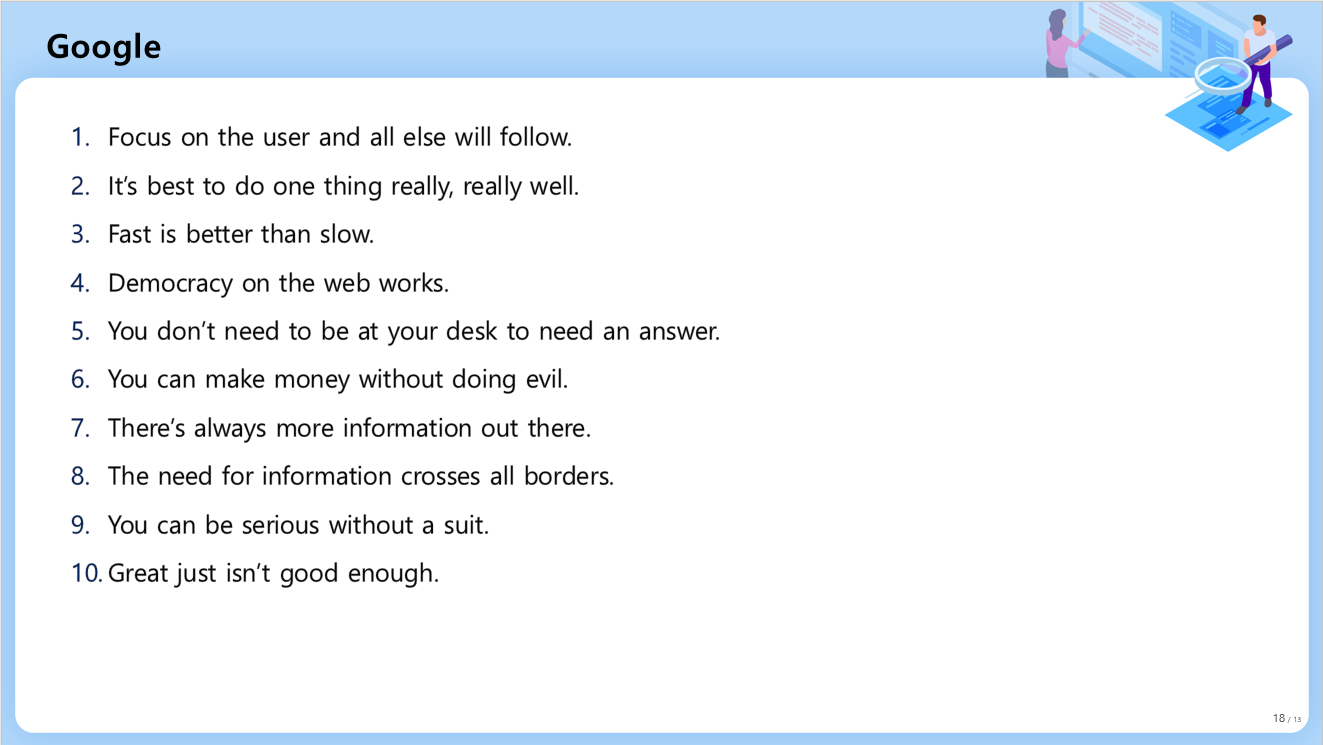 Google
1. Focus on the user and all else will follow.
2. It’s best to do one thing really, really well.
3. Fast is better than slow.
4. Democracy on the web works.
5. You don’t need to be at your desk to need an answer.
6. You can make money without doing evil.
7. There’s always more information out there.
8. The need for information crosses all borders.
9. You can be serious without a suit.
10. Great just isn’t good enough.
18 / 13